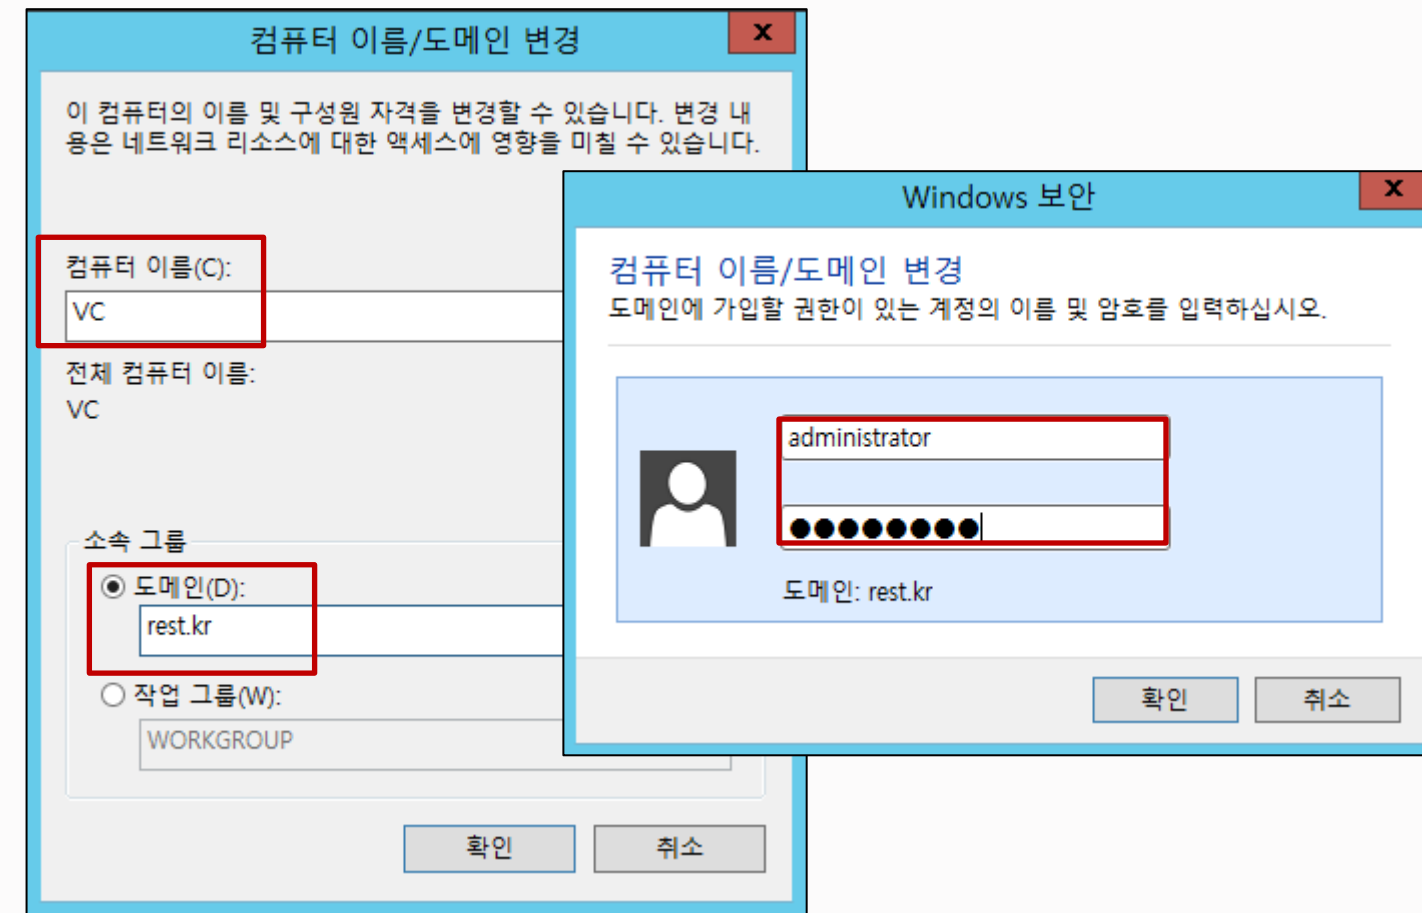 컴퓨터 이름/도메인 변경
x
이 컴퓨터의 이름 및 구성원 자격을 변경할 수 있습니다. 변경 내
용은 네트워크 리소스에 대한 액세스에 영향을 미칠 수 있습니다.
컴퓨터 이름(C):
VC
전체 컴퓨터 이름:
VC
소속 그룹
도메인(D):
rest.kr
작업 그룹(W):
WORKGROUP
확인
취소
Windows 보안
x
컴퓨터 이름/도메인 변경
도메인에 가입할 권한이 있는 계정의 이름 및 암호를 입력하십시오.
administrator
●●●●●●●●
도메인: rest.kr
확인
취소